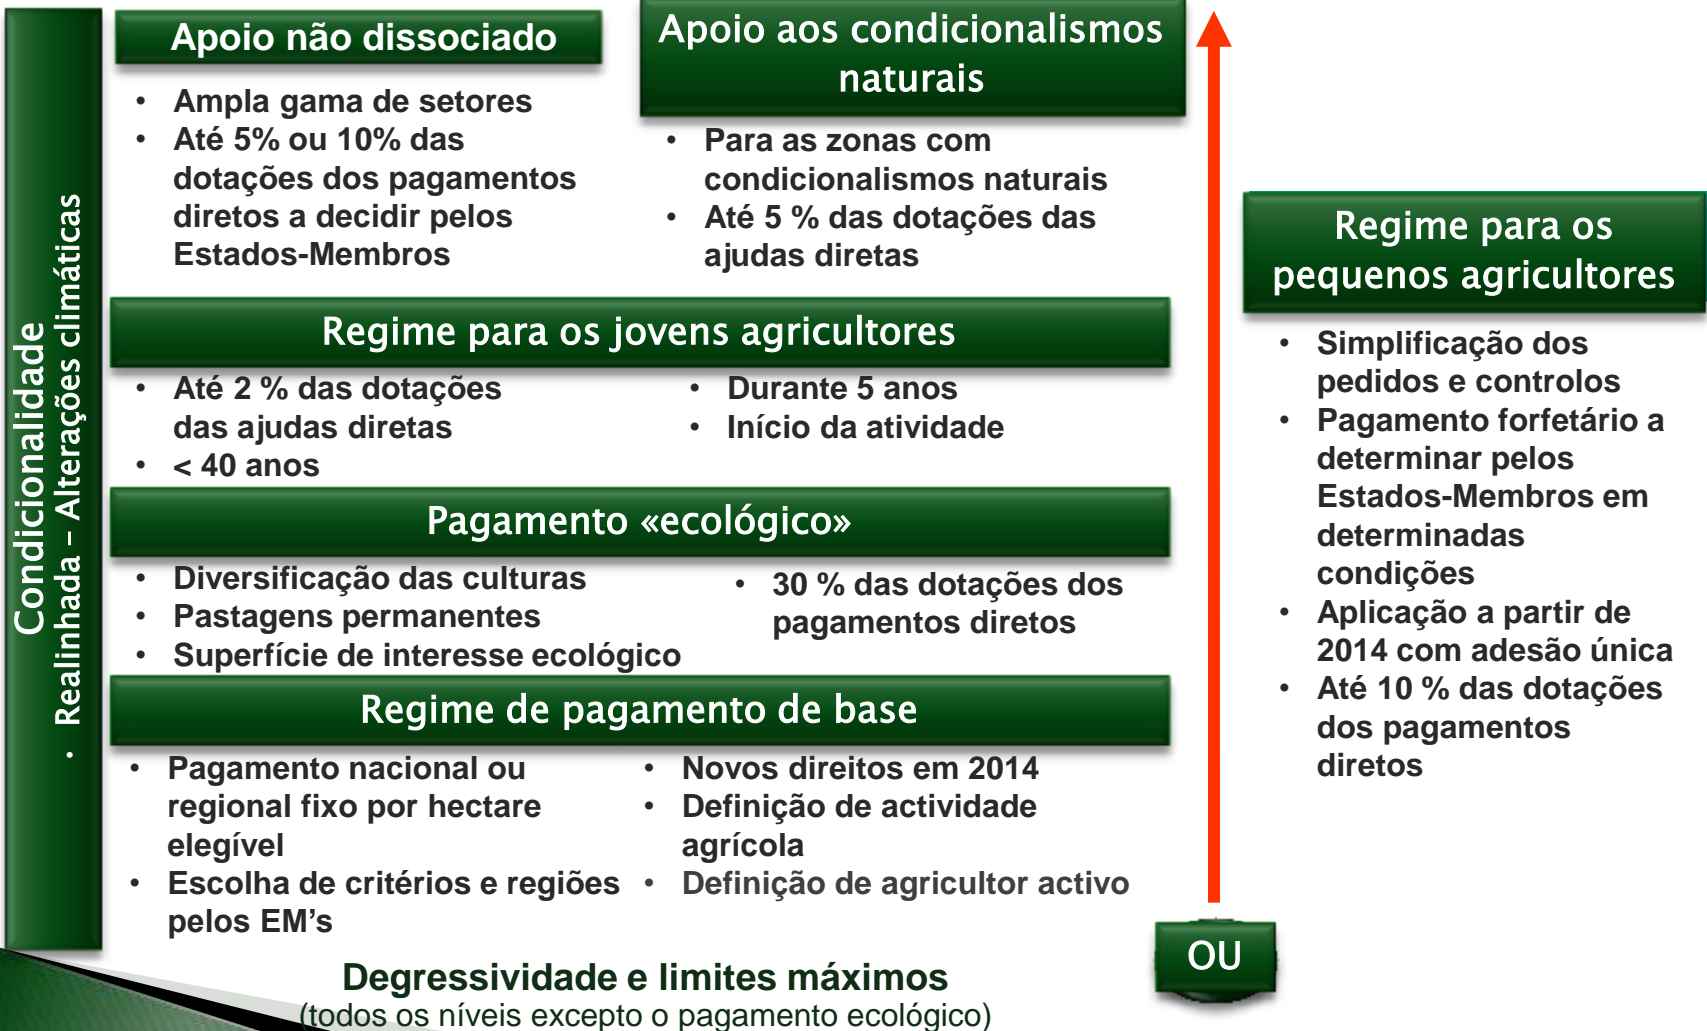 Condicionalidade
• Realinhada – Alterações climáticas
Apoio não dissociado
• Ampla gama de setores
• Até 5% ou 10% das
dotações dos pagamentos
diretos a decidir pelos
Estados-Membros
Apoio aos condicionalismos
naturais
• Para as zonas com
condicionalismos naturais
• Até 5 % das dotações das
ajudas diretas
Regime para os jovens agricultores
• Até 2 % das dotações
das ajudas diretas
• < 40 anos
• Durante 5 anos
• Início da atividade
Pagamento «ecológico»
• Diversificação das culturas
• Pastagens permanentes
• Superfície de interesse ecológico
• 30 % das dotações dos
pagamentos diretos
Regime de pagamento de base
• Pagamento nacional ou
regional fixo por hectare
elegível
• Escolha de critérios e regiões
pelos EM’s
• Novos direitos em 2014
• Definição de actividade
agrícola
• Definição de agricultor activo
Degressividade e limites máximos
(todos os níveis excepto o pagamento ecológico)
OU
Regime para os
pequenos agricultores
• Simplificação dos
pedidos e controlos
• Pagamento forfetário a
determinar pelos
Estados-Membros em
determinadas
condições
• Aplicação a partir de
2014 com adesão única
• Até 10 % das dotações
dos pagamentos
diretos